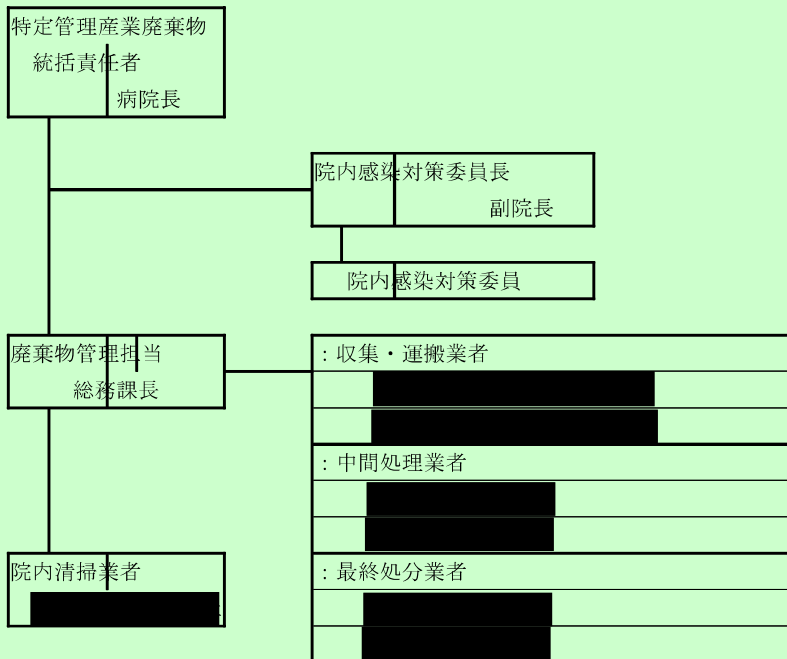 特定管理産業廃棄物
統括責任者
病院長
院内感染対策委員長
副院長
院内感染対策委員
廃棄物管理担当
総務課長
：収集・運搬業者
：中間処理業者
院内清掃業者
：最終処分業者